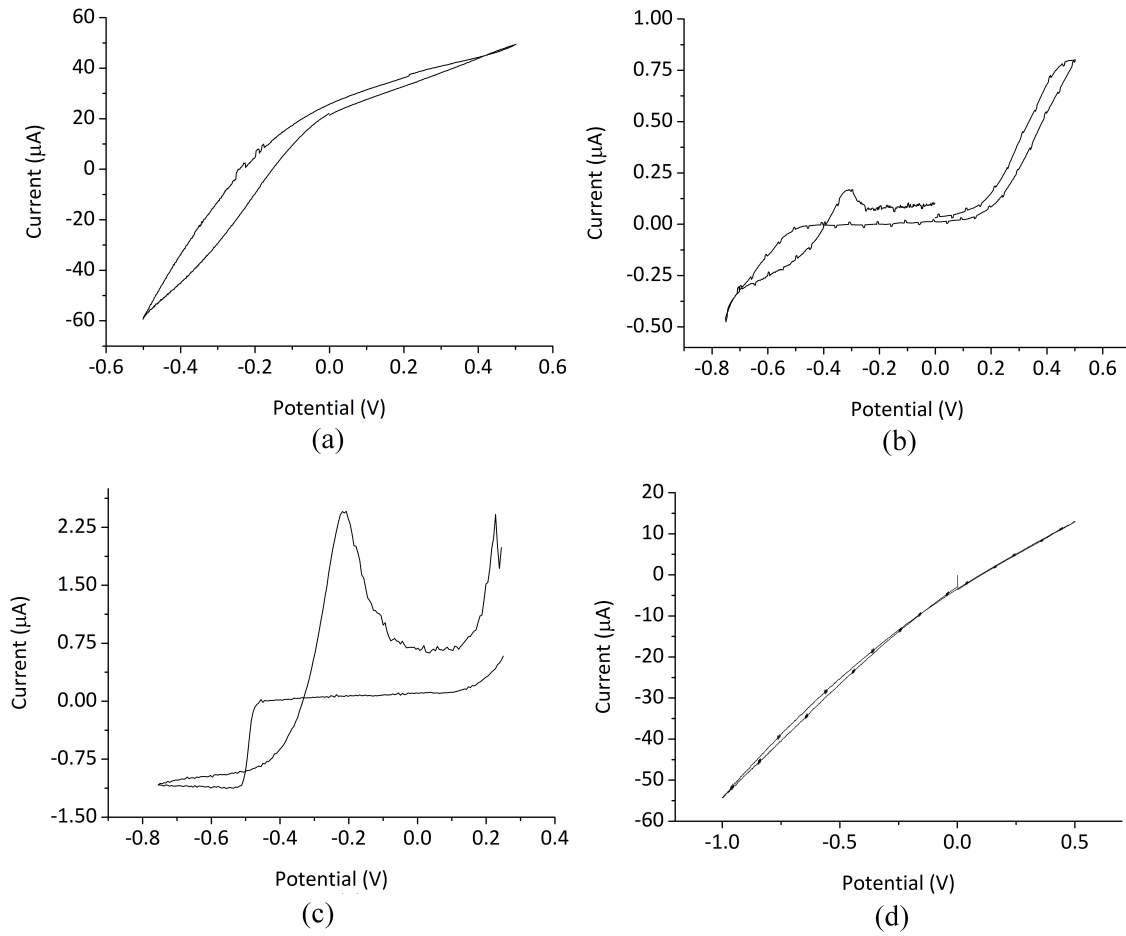 60
40
20
0
-20
-40
-60
-0.6 -0.4 -0.2 0.0 0.2 0.4 0.6
Current (μA)
Potential (V)
(a)
1.00
0.75
0.50
0.25
0.00
-0.25
-0.50
-0.8 -0.6 -0.4 -0.2 0.0 0.2 0.4 0.6
Current (μA)
Potential (V)
(b)
2.25
1.50
0.75
0.00
-0.75
-1.50
-0.8 -0.6 -0.4 -0.2 0.0 0.2 0.4
Current (μA)
Potential (V)
(c)
20
10
0
-10
-20
-30
-40
-50
-60
-1.0 -0.5 0.0 0.5
Current (μA)
Potential (V)
(d)